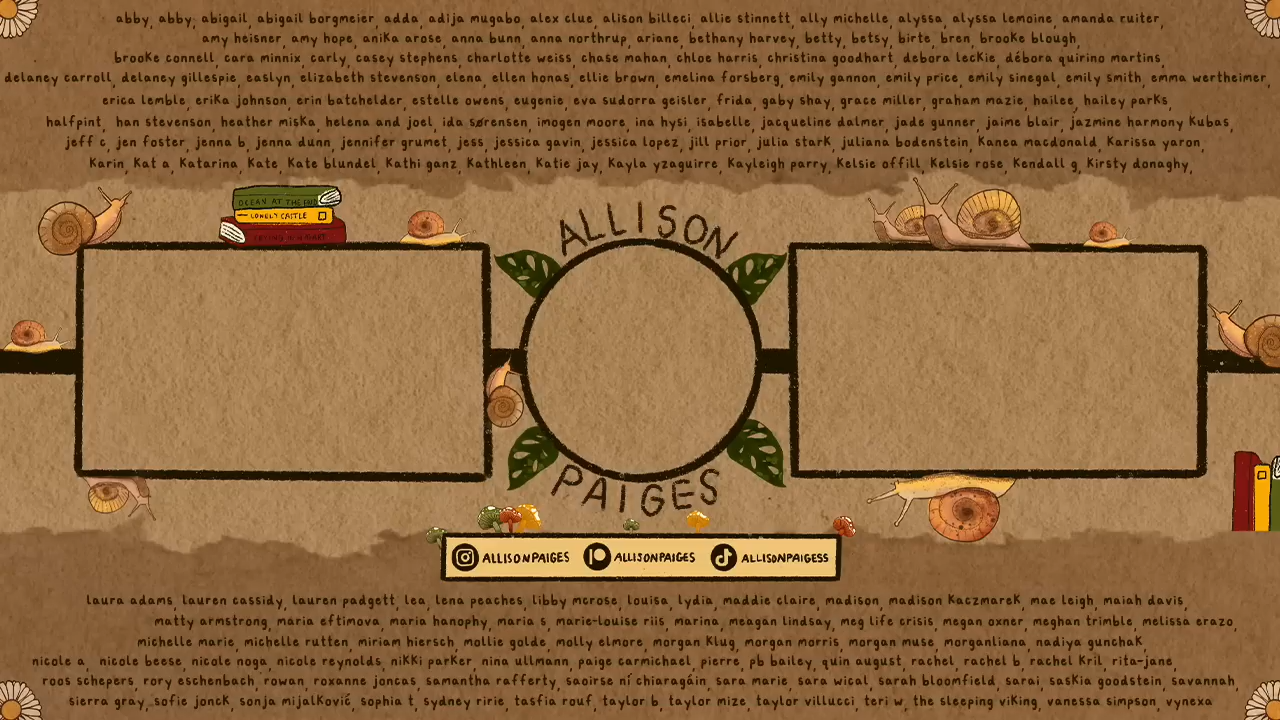 abby, abby, abigail, abigail borgmeier, adda, adija mugabo, alex clue, alison billeci, allie stinnett, ally michelle, alyssa, alyssa lemoine, amanda ruiter,
amy heisner, amy hope, anika arose, anna bunn, anna northrup, ariane, bethany harvey, betty, betsy, birte, bren, brooke blough,
brooke connell, cara minnix, carly, casey stephens, charlotte weiss, chase mahan, chloe harris, christina goodhart, debora leckie, débora quirino martins,
delaney carroll, delaney gillespie, easlyn, elizabeth stevenson, elena, ellen honas, ellie brown, emelina forsberg, emily gannon, emily price, emily sinegal, emily smith, emma wertheimer,
erica lemble, erika johnson, erin batchelder, estelle owens, eugenie, eva sudorra geisler, frida, gaby shay, grace miller, graham mazie, hailee, hailey parks,
halfpint, han stevenson, heather miska, helena and joel, ida sørensen, imogen moore, ina hysi, isabelle, jacqueline dalmer, jade gunner, jaime blair, jazmine harmony kubas,
jeff c, jen foster, jenna b, jenna dunn, jennifer grumet, jess, jessica gavin, jessica lopez, jill prior, julia stark, juliana bodenstein, kanea macdonald, karissa yaron,
karin, kat a, katarina, kate, kate blundel, kathi ganz, kathleen, katie jay, kayla yzaguirre, kayleigh parry, kelsie offill, kelsie rose, kendall g, kirsty donaghy,
OCEAN AT THE END
LONELY CASTLE
ALLISON
PAIGES
ALLISONPAIGES ALLISONPAIGES ALLISONPAIGESS
laura adams, lauren cassidy, lauren padgett, lea, lena peaches, libby mcrose, louisa, lydia, maddie claire, madison, madison kaczmarek, mae leigh, maiah davis,
matty armstrong, maria eftimova, maria hanophy, maria s, marie-louise riis, marina, meagan lindsay, meg life crisis, megan oxner, meghan trimble, melissa erazo,
michelle marie, michelle rutten, miriam hiersch, mollie golde, molly elmore, morgan klug, morgan morris, morgan muse, morganliana, nadiya gunchak,
nicole a, nicole beese, nicole noga, nicole reynolds, nikki parker, nina ullmann, paige carmichael, pierre, pb bailey, quin august, rachel, rachel b, rachel kril, rita-jane,
roos schepers, rory eschenbach, rowan, roxanne joncas, samantha rafferty, saoirse ní chiaragáin, sara marie, sara wical, sarah bloomfield, sarai, saskia goodstein, savannah,
sierra gray, sofie jonck, sonja mijalković, sophia t, sydney ririe, tasfia rouf, taylor b, taylor mize, taylor villucci, teri w, the sleeping viking, vanessa simpson, vynexa